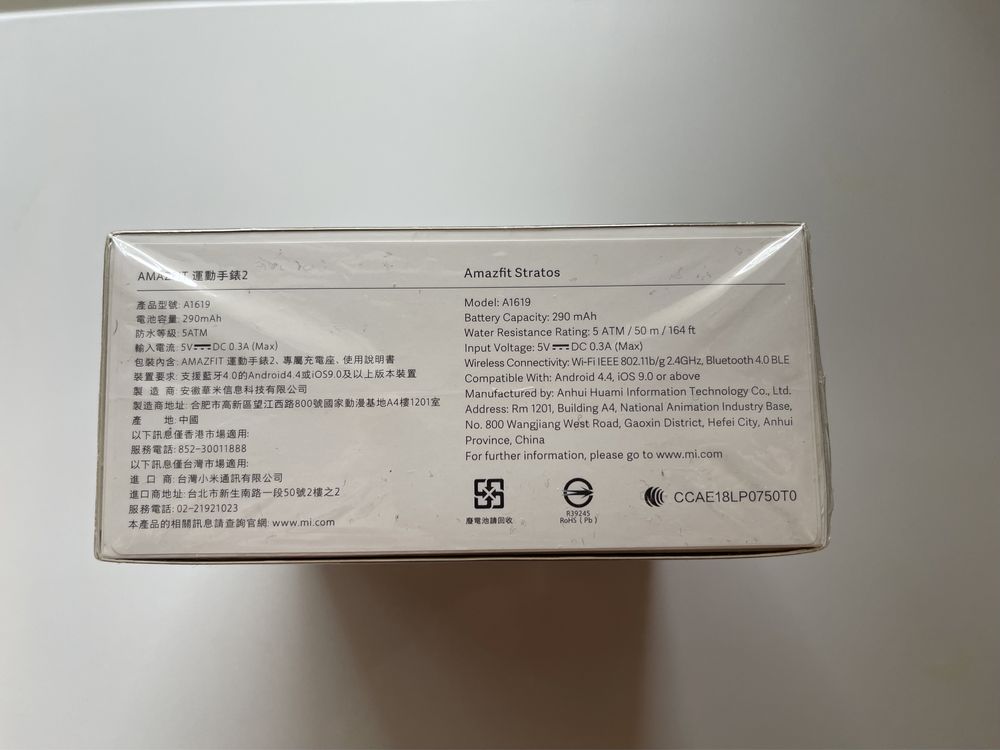 AMAZFIT 運動手錶2
產品型號: A1619
電池容量: 290mAh
防水等級: 5ATM
輸入電流: 5V⎓DC 0.3A (Max)
包裝內含: AMAZFIT 運動手錶2、專屬充電座、使用說明書
裝置要求: 支援藍牙4.0的Android4.4或iOS9.0及以上版本裝置
製 造 商: 安徽華米信息科技有限公司
製造商地址: 合肥市高新區望江西路800號國家動漫基地A4樓1201室
產 地: 中國
以下訊息僅香港市場適用:
服務電話: 852-30011888
以下訊息僅台灣市場適用:
進 口 商: 台灣小米通訊有限公司
進口商地址: 台北市新生南路一段50號2樓之2
服務電話: 02-21921023
本產品的相關訊息請查詢官網: www.mi.com
Amazfit Stratos
Model: A1619
Battery Capacity: 290 mAh
Water Resistance Rating: 5 ATM / 50 m / 164 ft
Input Voltage: 5V⎓DC 0.3A (Max)
Wireless Connectivity: Wi-Fi IEEE 802.11b/g 2.4GHz, Bluetooth 4.0 BLE
Compatible With: Android 4.4, iOS 9.0 or above
Manufactured by: Anhui Huami Information Technology Co., Ltd.
Address: Rm 1201, Building A4, National Animation Industry Base,
No. 800 Wangjiang West Road, Gaoxin District, Hefei City, Anhui
Province, China
For further information, please go to www.mi.com
廢電池請回收
R39245
RoHS (Pb)
CCAE18LP0750T0